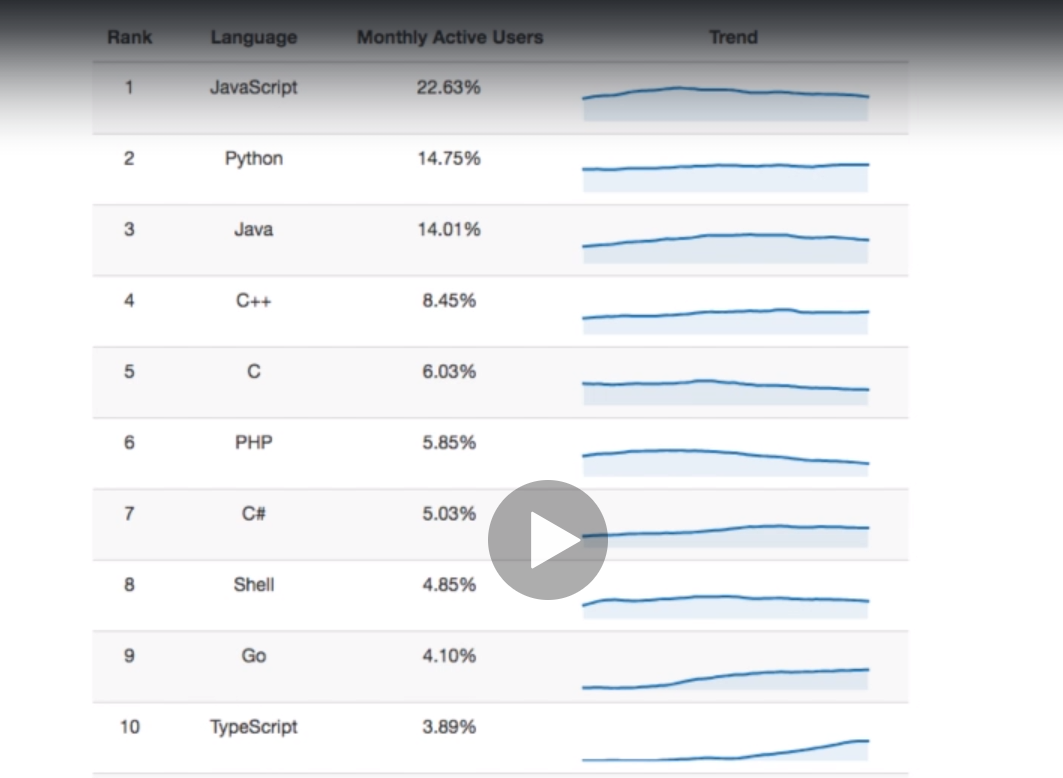 Rank Language Monthly Active Users Trend
1 JavaScript 22.63%
2 Python 14.75%
3 Java 14.01%
4 C++ 8.45%
5 C 6.03%
6 PHP 5.85%
7 C# 5.03%
8 Shell 4.85%
9 Go 4.10%
10 TypeScript 3.89%